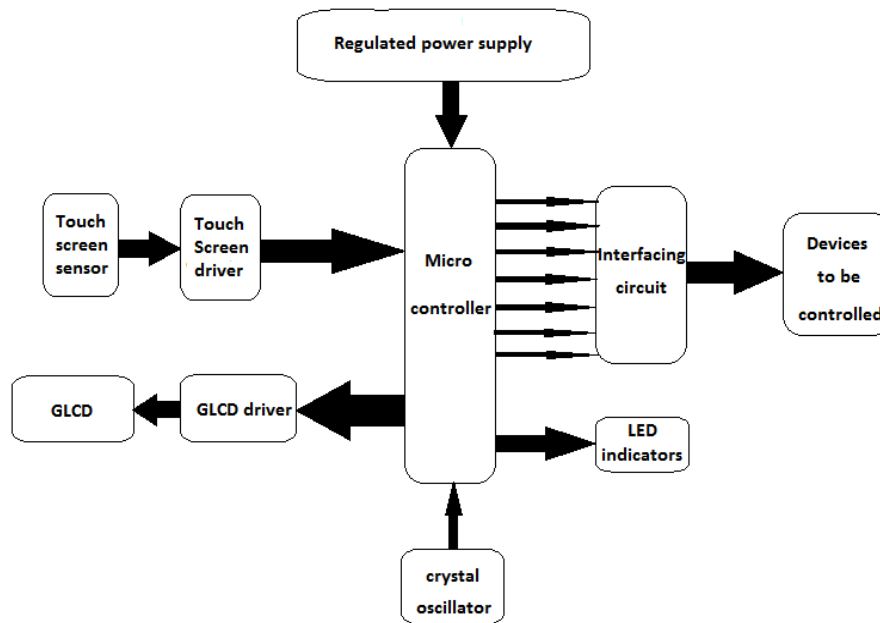 Regulated power supply
Touch
screen
sensor
Touch
Screen
driver
Micro
controller
Interfacing
circuit
Devices
to be
controlled
GLCD
GLCD driver
LED
indicators
crystal
oscillator